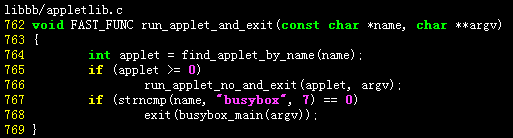 libbb/appletlib.c
762 void FAST_FUNC run_applet_and_exit(const char *name, char **argv)
763 {
764         int applet = find_applet_by_name(name);
765         if (applet >= 0)
766                 run_applet_no_and_exit(applet, argv);
767         if (strncmp(name, "busybox", 7) == 0)
768                 exit(busybox_main(argv));
769 }